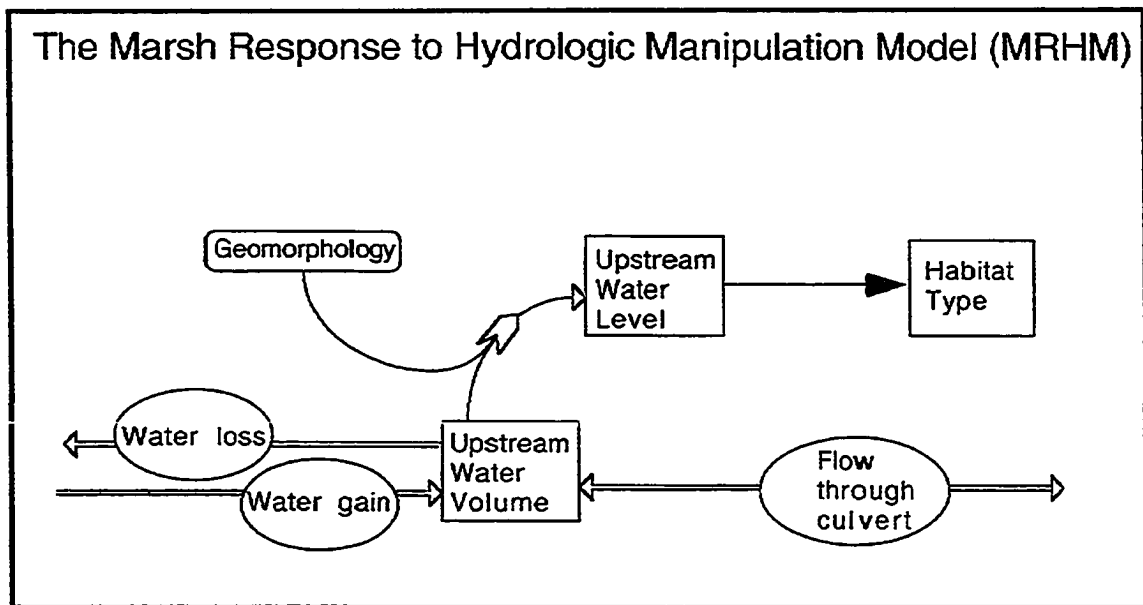 The Marsh Response to Hydrologic Manipulation Model (MRHM)
Geomorphology
Upstream
Water
Level
Habitat
Type
Water loss
Water gain
Upstream
Water
Volume
Flow
through
culvert